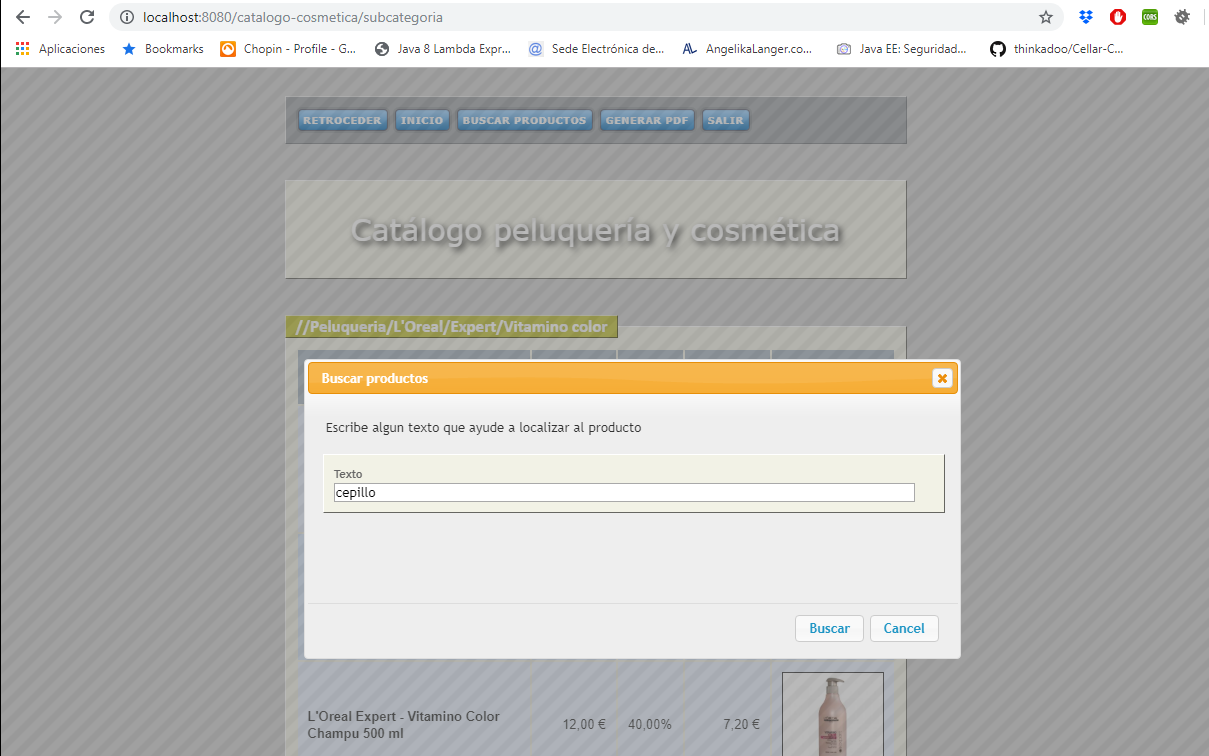 localhost:8080/catalogo-cosmetica/subcategoria
CORS
Aplicaciones Bookmarks Chopin - Profile - G... Java 8 Lambda Expr... Sede Electrónica de... AngelikaLanger.co... Java EE: Seguridad... thinkadoo/Cellar-C...
RETROCEDER INICIO BUSCAR PRODUCTOS GENERAR PDF SALIR
Catálogo peluquería y cosmética
//Peluqueria/L'Oreal/Expert/Vitamino color
Buscar productos
Escribe algun texto que ayude a localizar al producto
Texto
cepillo
Buscar Cancel
L'Oreal Expert - Vitamino Color
Champu 500 ml
12,00 € 40,00% 7,20 €